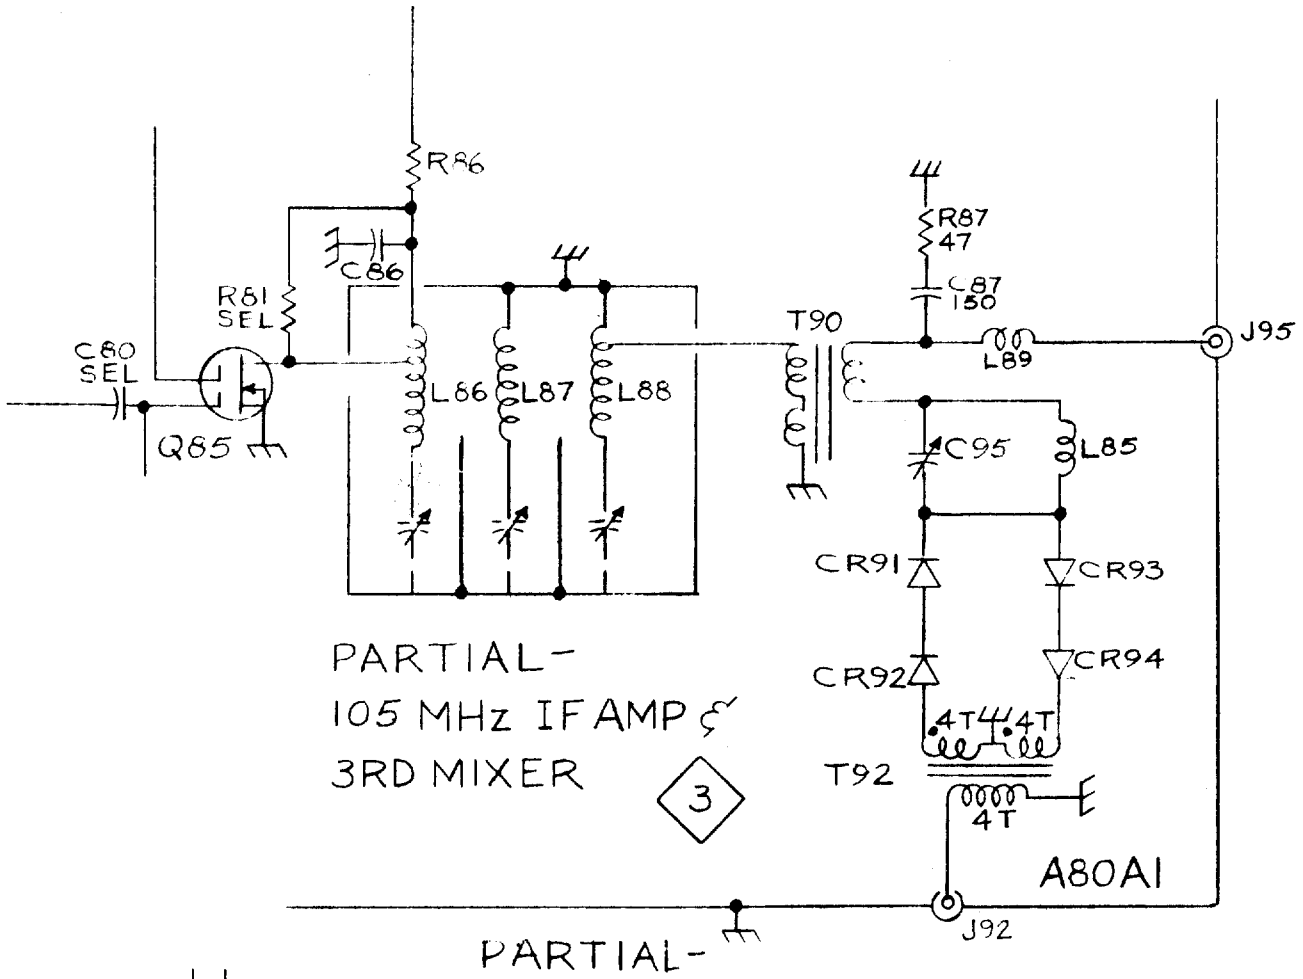 R86
R87
47
C87
150
C86
R81
SEL
T90
J95
L89
C80
SEL
L86
L87
L88
Q85
C95
L85
CR91
CR93
CR92
CR94
PARTIAL-
105 MHz IF AMP &
3RD MIXER
3
4T
4T
T92
4T
A80A1
J92
PARTIAL-